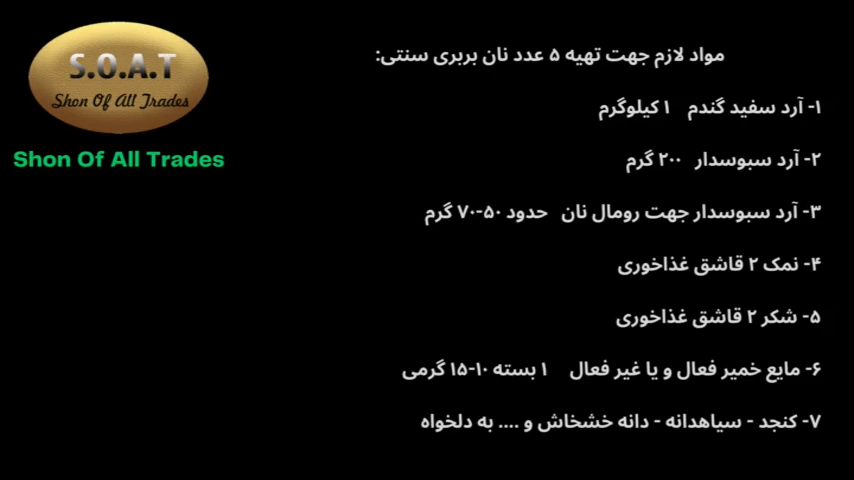 S.O.A.T
Shon Of All Trades
Shon Of All Trades
مواد لازم جهت تهیه ۵ عدد نان بربری سنتی:
۱- آرد سفید گندم ۱ کیلوگرم
۲- آرد سبوسدار ۲۰۰ گرم
۳- آرد سبوسدار جهت رومال نان حدود ۵۰-۷۰ گرم
۴- نمک ۲ قاشق غذاخوری
۵- شکر ۲ قاشق غذاخوری
۶- مایع خمیر فعال و یا غیر فعال ۱ بسته ۱۰-۱۵ گرمی
۷- کنجد - سیاهدانه - دانه خشخاش و .... به دلخواه